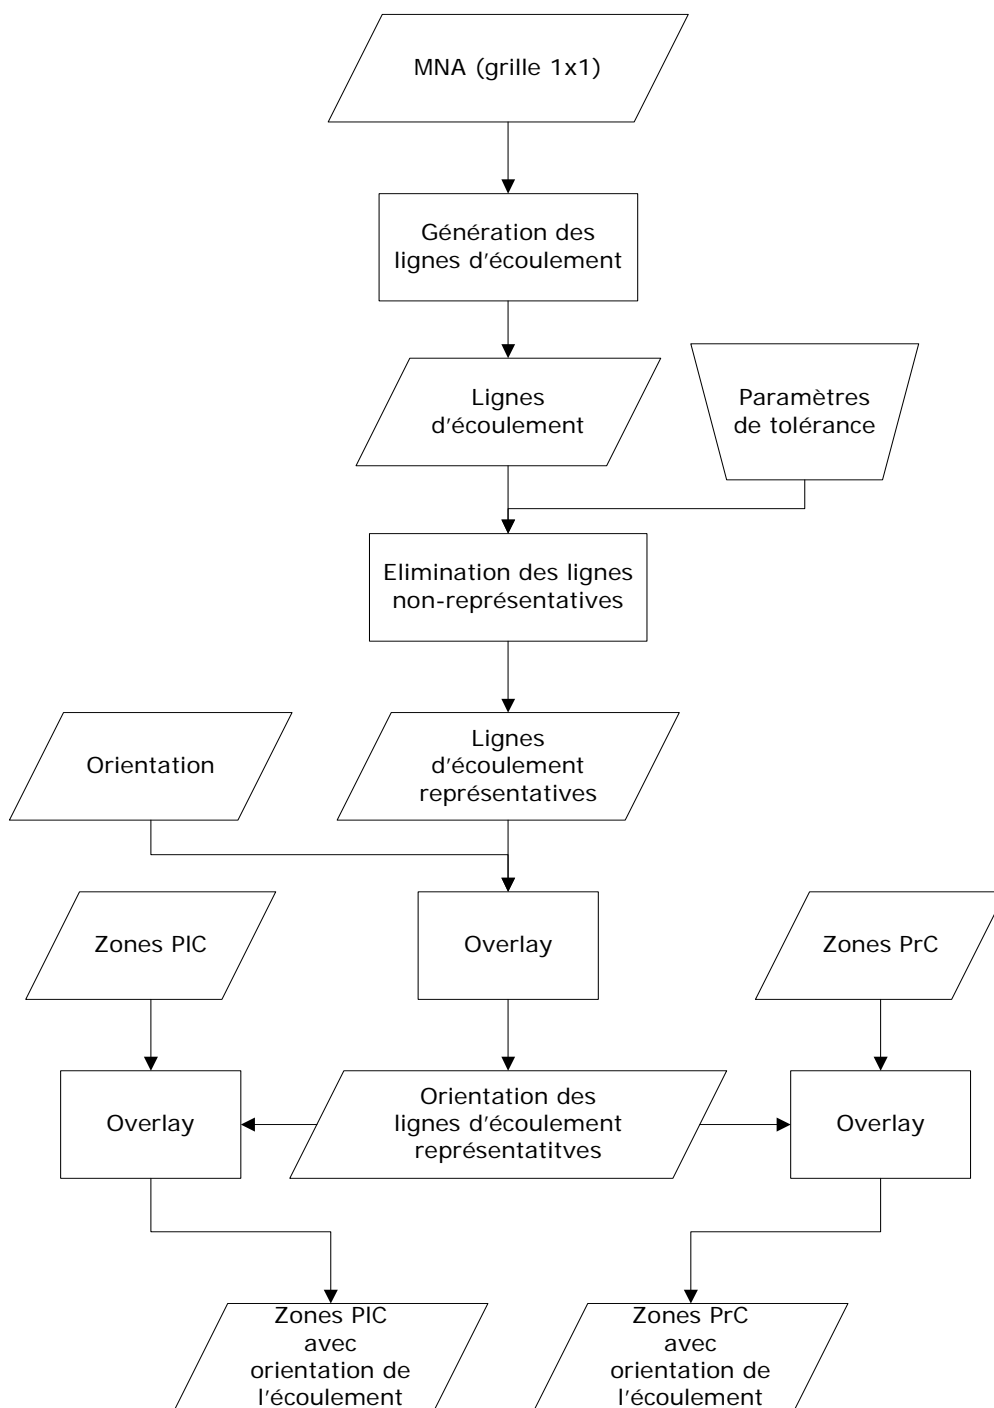 MNA (grille 1x1)
Génération des
lignes d'écoulement
Lignes
d'écoulement
Paramètres
de tolérance
Elimination des lignes
non-représentatives
Orientation
Lignes
d'écoulement
représentatives
Zones PIC
Overlay
Zones PrC
Overlay
Orientation des
lignes d'écoulement
représentatitves
Overlay
Zones PIC
avec
orientation de
l'écoulement
Zones PrC
avec
orientation de
l'écoulement